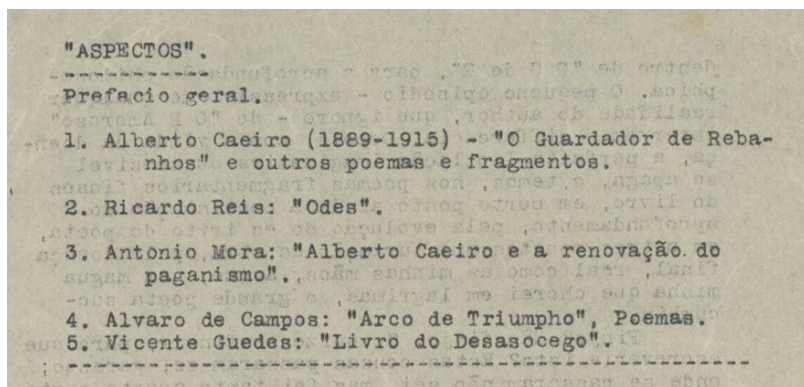 "ASPECTOS".
Prefacio geral.
1. Alberto Caeiro (1889-1915) - "O Guardador de Reba-
nhos" e outros poemas e fragmentos.
2. Ricardo Reis: "Odes".
3. Antonio Mora: "Alberto Caeiro e a renovação do
paganismo".
4. Alvaro de Campos: "Arco de Triumpho", Poemas.
5. Vicente Guedes: "Livro do Desasocego".